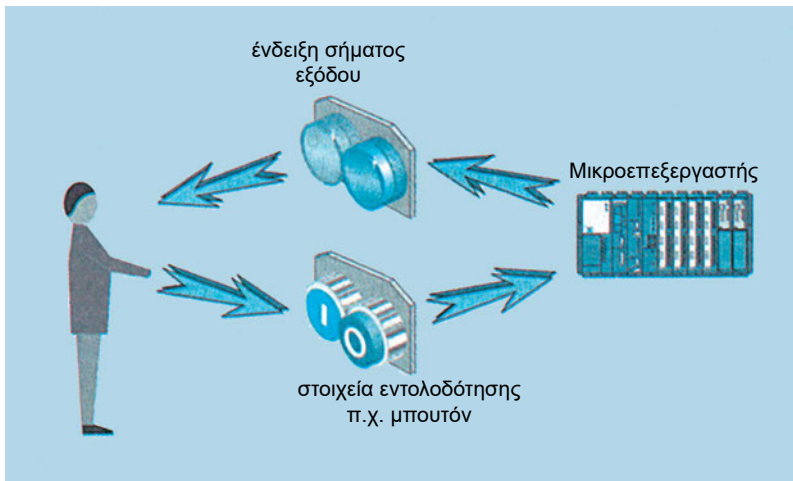 ένδειξη σήματος
εξόδου
Μικροεπεξεργαστής
στοιχεία εντολοδότησης
π.χ. μπουτόν